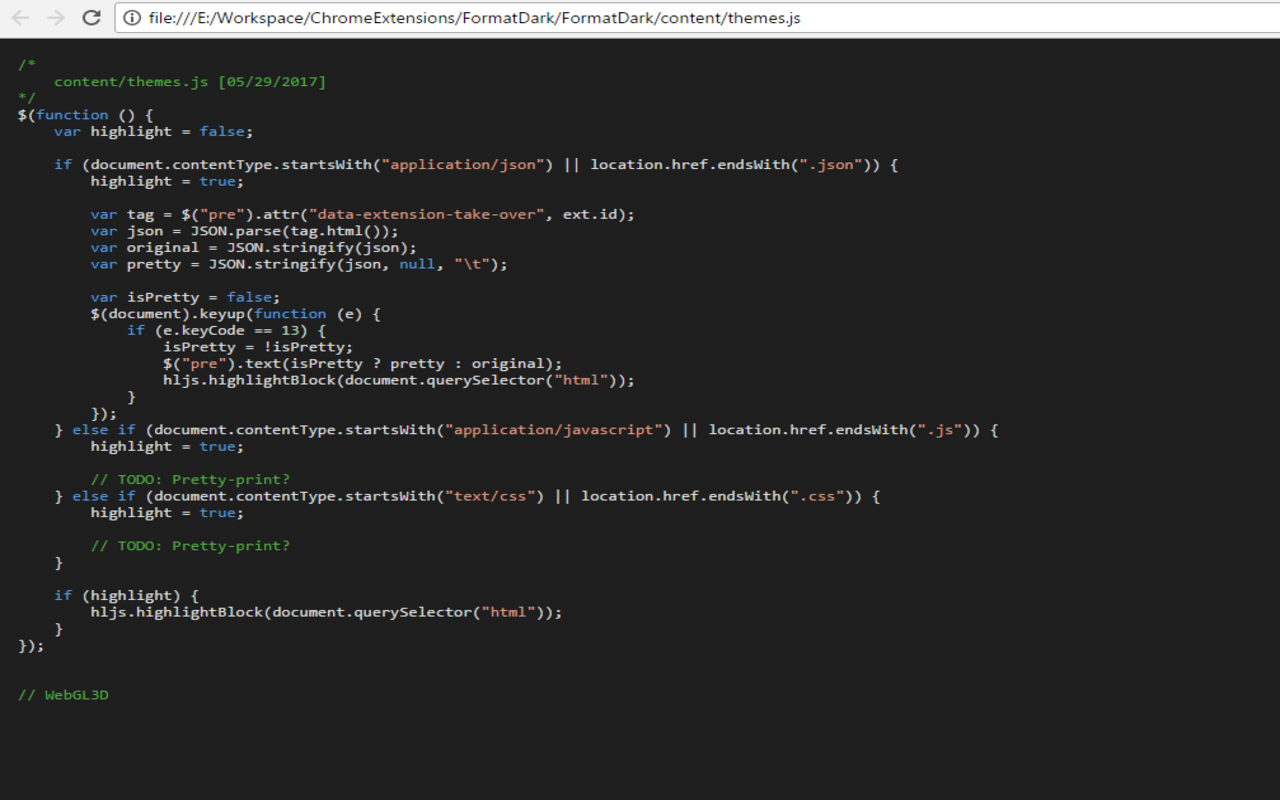 file:///E:/Workspace/ChromeExtensions/FormatDark/FormatDark/content/themes.js
/*
    content/themes.js [05/29/2017]
*/
$(function () {
    var highlight = false;

    if (document.contentType.startsWith("application/json") || location.href.endsWith(".json")) {
        highlight = true;

        var tag = $("pre").attr("data-extension-take-over", ext.id);
        var json = JSON.parse(tag.html());
        var original = JSON.stringify(json);
        var pretty = JSON.stringify(json, null, "\t");

        var isPretty = false;
        $(document).keyup(function (e) {
            if (e.keyCode == 13) {
                isPretty = !isPretty;
                $("pre").text(isPretty ? pretty : original);
                hljs.highlightBlock(document.querySelector("html"));
            }
        });
    } else if (document.contentType.startsWith("application/javascript") || location.href.endsWith(".js")) {
        highlight = true;

        // TODO: Pretty-print?
    } else if (document.contentType.startsWith("text/css") || location.href.endsWith(".css")) {
        highlight = true;

        // TODO: Pretty-print?
    }

    if (highlight) {
        hljs.highlightBlock(document.querySelector("html"));
    }
});


// WebGL3D